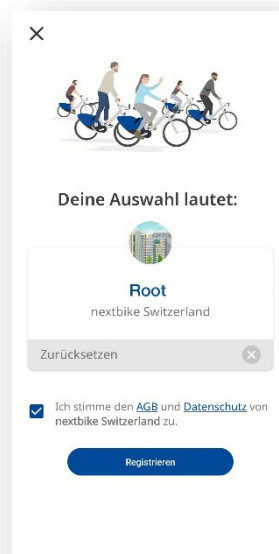 Deine Auswahl lautet:
Root
nextbike Switzerland
Zurücksetzen
Ich stimme den AGB und Datenschutz von
nextbike Switzerland zu.
Registrieren